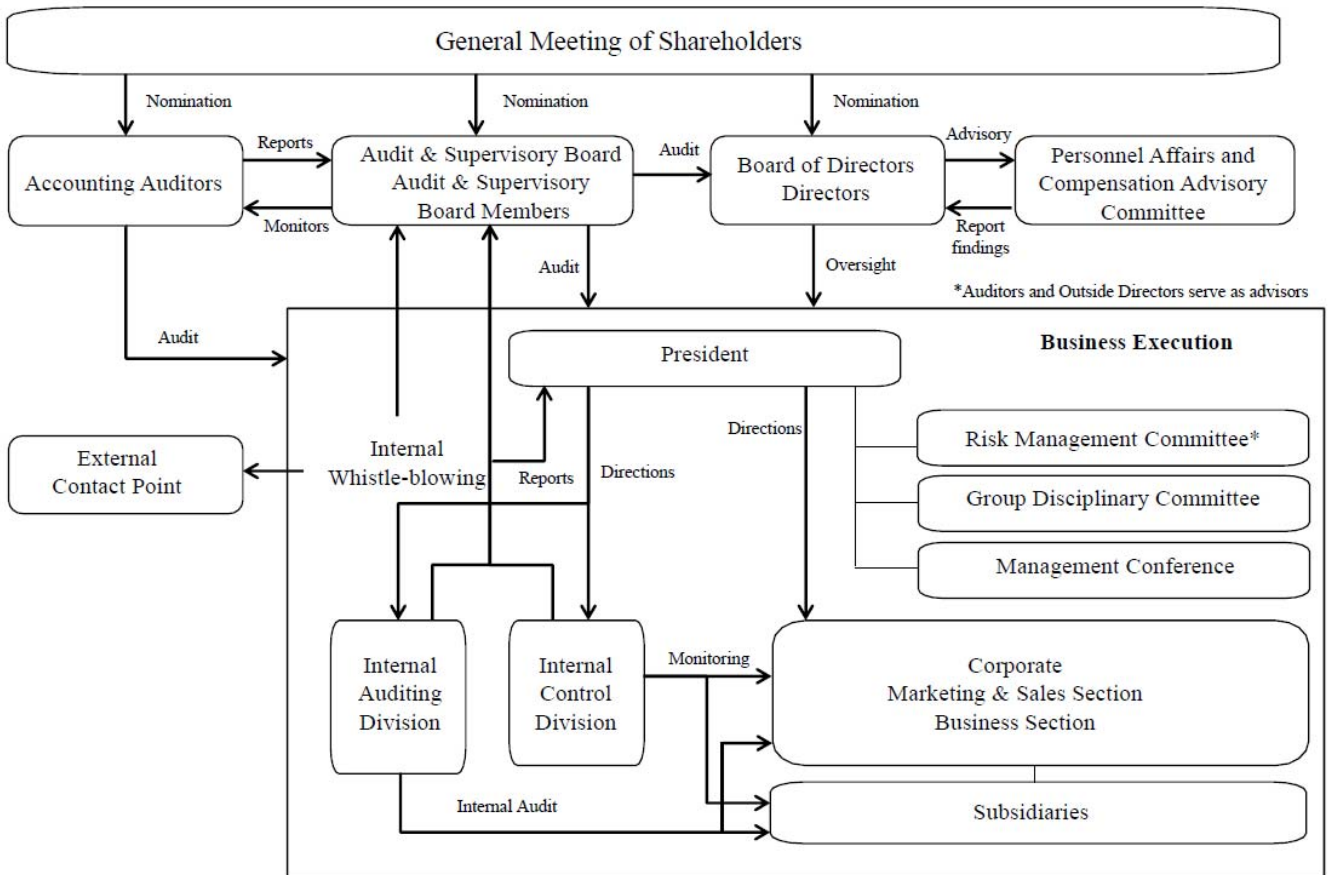 General Meeting of Shareholders
Nomination
Nomination
Nomination
Accounting Auditors
Reports
Monitors
Audit & Supervisory Board
Audit & Supervisory
Board Members
Audit
Board of Directors
Directors
Advisory
Report
findings
Personnel Affairs and
Compensation Advisory
Committee
Audit
Oversight
*Auditors and Outside Directors serve as advisors
Audit
President
Business Execution
External
Contact Point
Internal
Whistle-blowing
Reports
Directions
Directions
Risk Management Committee*
Group Disciplinary Committee
Management Conference
Internal
Auditing
Division
Internal
Control
Division
Monitoring
Corporate
Marketing & Sales Section
Business Section
Internal Audit
Subsidiaries